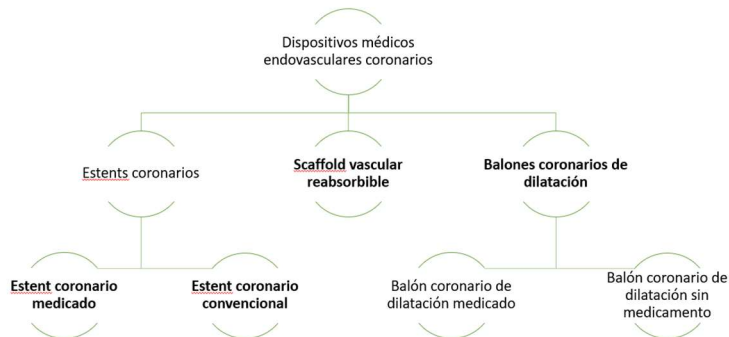 Dispositivos médicos
endovasculares coronarios
Estents coronarios
Scaffold vascular
reabsorbible
Balones coronarios de
dilatación
Estent coronario
medicado
Estent coronario
convencional
Balón coronario de
dilatación medicado
Balón coronario de
dilatación sin
medicamento